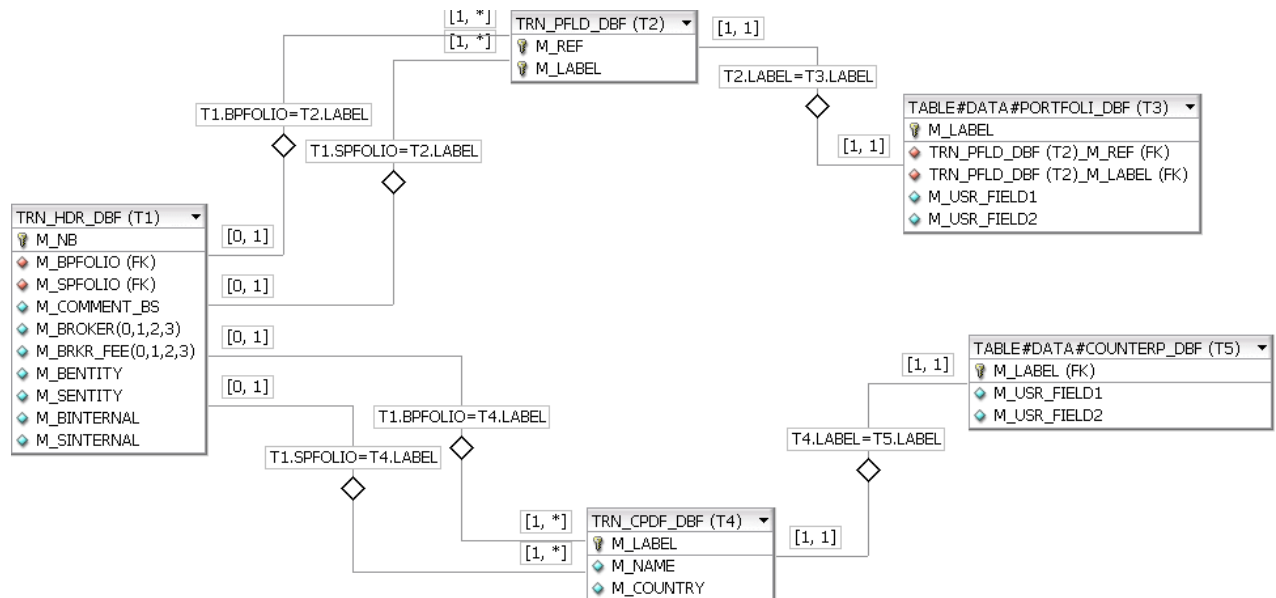 [1, *]
TRN_PFLD_DBF (T2)
[1, 1]
[1, *]
M_REF
M_LABEL
T2.LABEL=T3.LABEL
T1.BPFOLIO=T2.LABEL
TABLE#DATA#PORTFOLI_DBF (T3)
M_LABEL
[1, 1]
TRN_PFLD_DBF (T2)_M_REF (FK)
TRN_PFLD_DBF (T2)_M_LABEL (FK)
M_USR_FIELD1
M_USR_FIELD2
T1.SPFOLIO=T2.LABEL
TRN_HDR_DBF (T1)
M_NB
M_BPFOLIO (FK)
M_SPFOLIO (FK)
M_COMMENT_BS
M_BROKER(0,1,2,3)
M_BRKR_FEE(0,1,2,3)
M_BENTITY
M_SENTITY
M_BINTERNAL
M_SINTERNAL
[0, 1]
[0, 1]
[0, 1]
[0, 1]
TABLE#DATA#COUNTERP_DBF (T5)
[1, 1]
M_LABEL (FK)
M_USR_FIELD1
M_USR_FIELD2
T1.BPFOLIO=T4.LABEL
T4.LABEL=T5.LABEL
T1.SPFOLIO=T4.LABEL
[1, *]
[1, *]
TRN_CPDF_DBF (T4)
M_LABEL
M_NAME
M_COUNTRY
[1, 1]